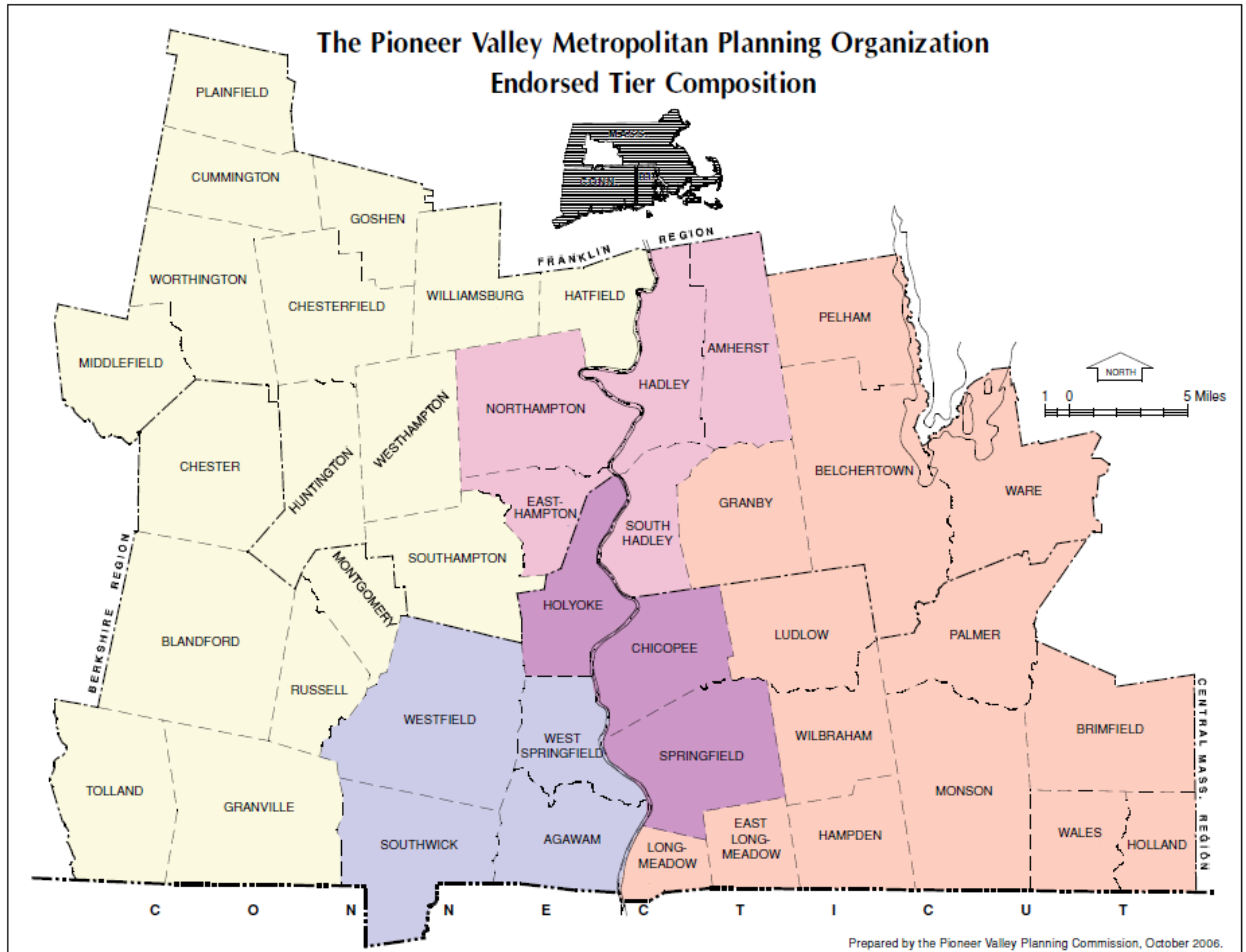 The Pioneer Valley Metropolitan Planning Organization
Endorsed Tier Composition
MASS.
CONN.
RI
PLAINFIELD
CUMMINGTON
GOSHEN
FRANKLIN REGION
WORTHINGTON
CHESTERFIELD
WILLIAMSBURG
HATFIELD
PELHAM
MIDDLEFIELD
AMHERST
HADLEY
NORTH
1 0 5 Miles
NORTHAMPTON
WESTHAMPTON
CHESTER
HUNTINGTON
BELCHERTOWN
WARE
EAST-
HAMPTON
GRANBY
SOUTH
HADLEY
SOUTHAMPTON
MONTGOMERY
BERKSHIRE REGION
HOLYOKE
CHICOPEE
LUDLOW
PALMER
BLANDFORD
RUSSELL
WESTFIELD
WEST
SPRINGFIELD
SPRINGFIELD
WILBRAHAM
BRIMFIELD
CENTRAL MASS. REGION
TOLLAND
GRANVILLE
MONSON
SOUTHWICK
AGAWAM
LONG-
MEADOW
EAST
LONG-
MEADOW
HAMPDEN
WALES
HOLLAND
C O N N E C T I C U T
Prepared by the Pioneer Valley Planning Commission, October 2006.